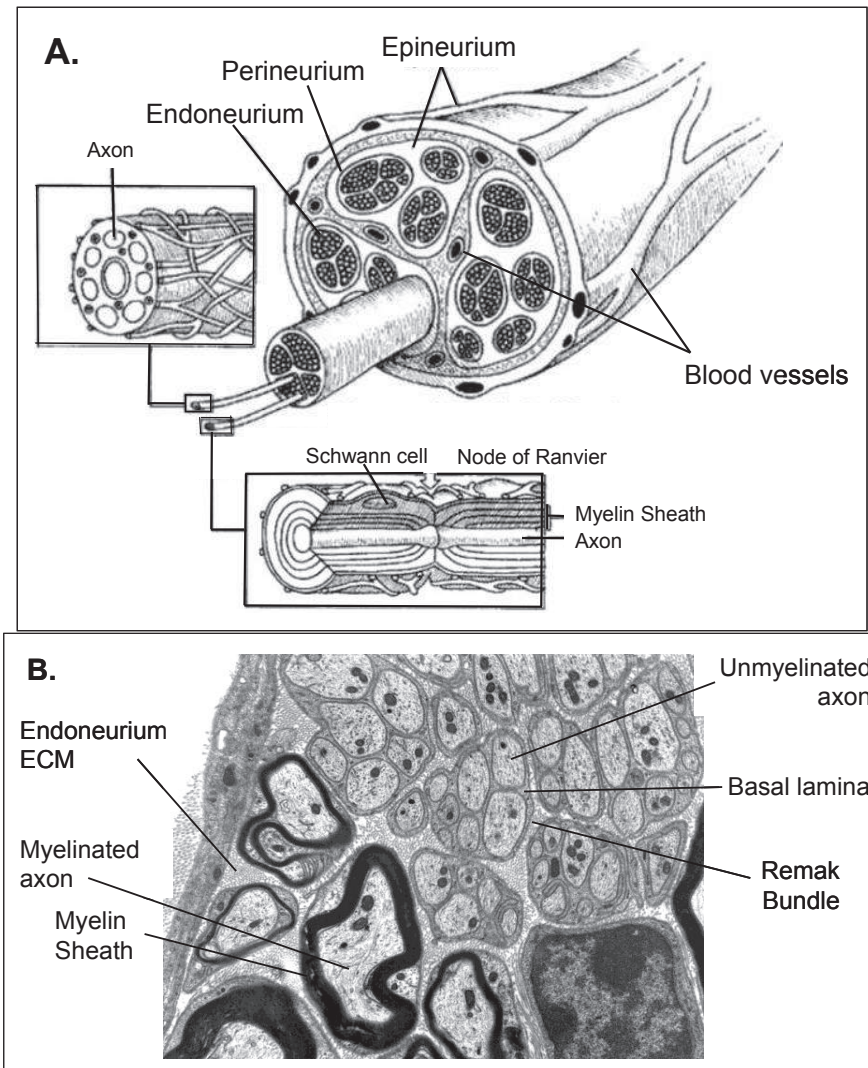 A.
Epineurium
Perineurium
Endoneurium
Axon
Blood vessels
Schwann cell
Node of Ranvier
Myelin Sheath
Axon
B.
Unmyelinated
axon
Endoneurium
ECM
Basal lamina
Myelinated
axon
Remak
Bundle
Myelin
Sheath